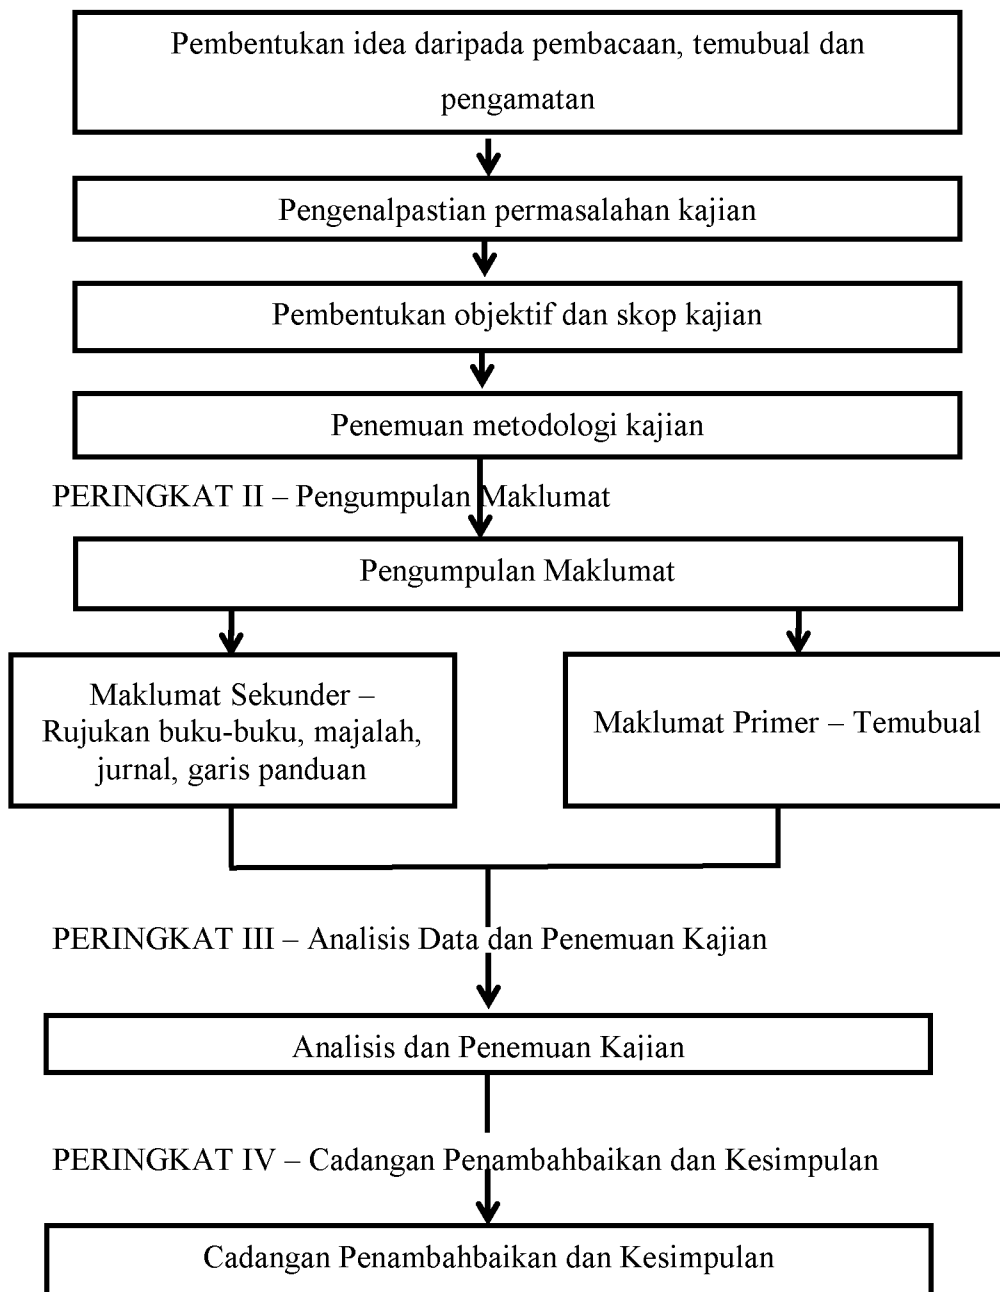 Pembentukan idea daripada pembacaan, temubual dan
pengamatan
Pengenalpastian permasalahan kajian
Pembentukan objektif dan skop kajian
Penemuan metodologi kajian
PERINGKAT II – Pengumpulan Maklumat
Pengumpulan Maklumat
Maklumat Sekunder –
Rujukan buku-buku, majalah,
jurnal, garis panduan
Maklumat Primer – Temubual
PERINGKAT III – Analisis Data dan Penemuan Kajian
Analisis dan Penemuan Kajian
PERINGKAT IV – Cadangan Penambahbaikan dan Kesimpulan
Cadangan Penambahbaikan dan Kesimpulan